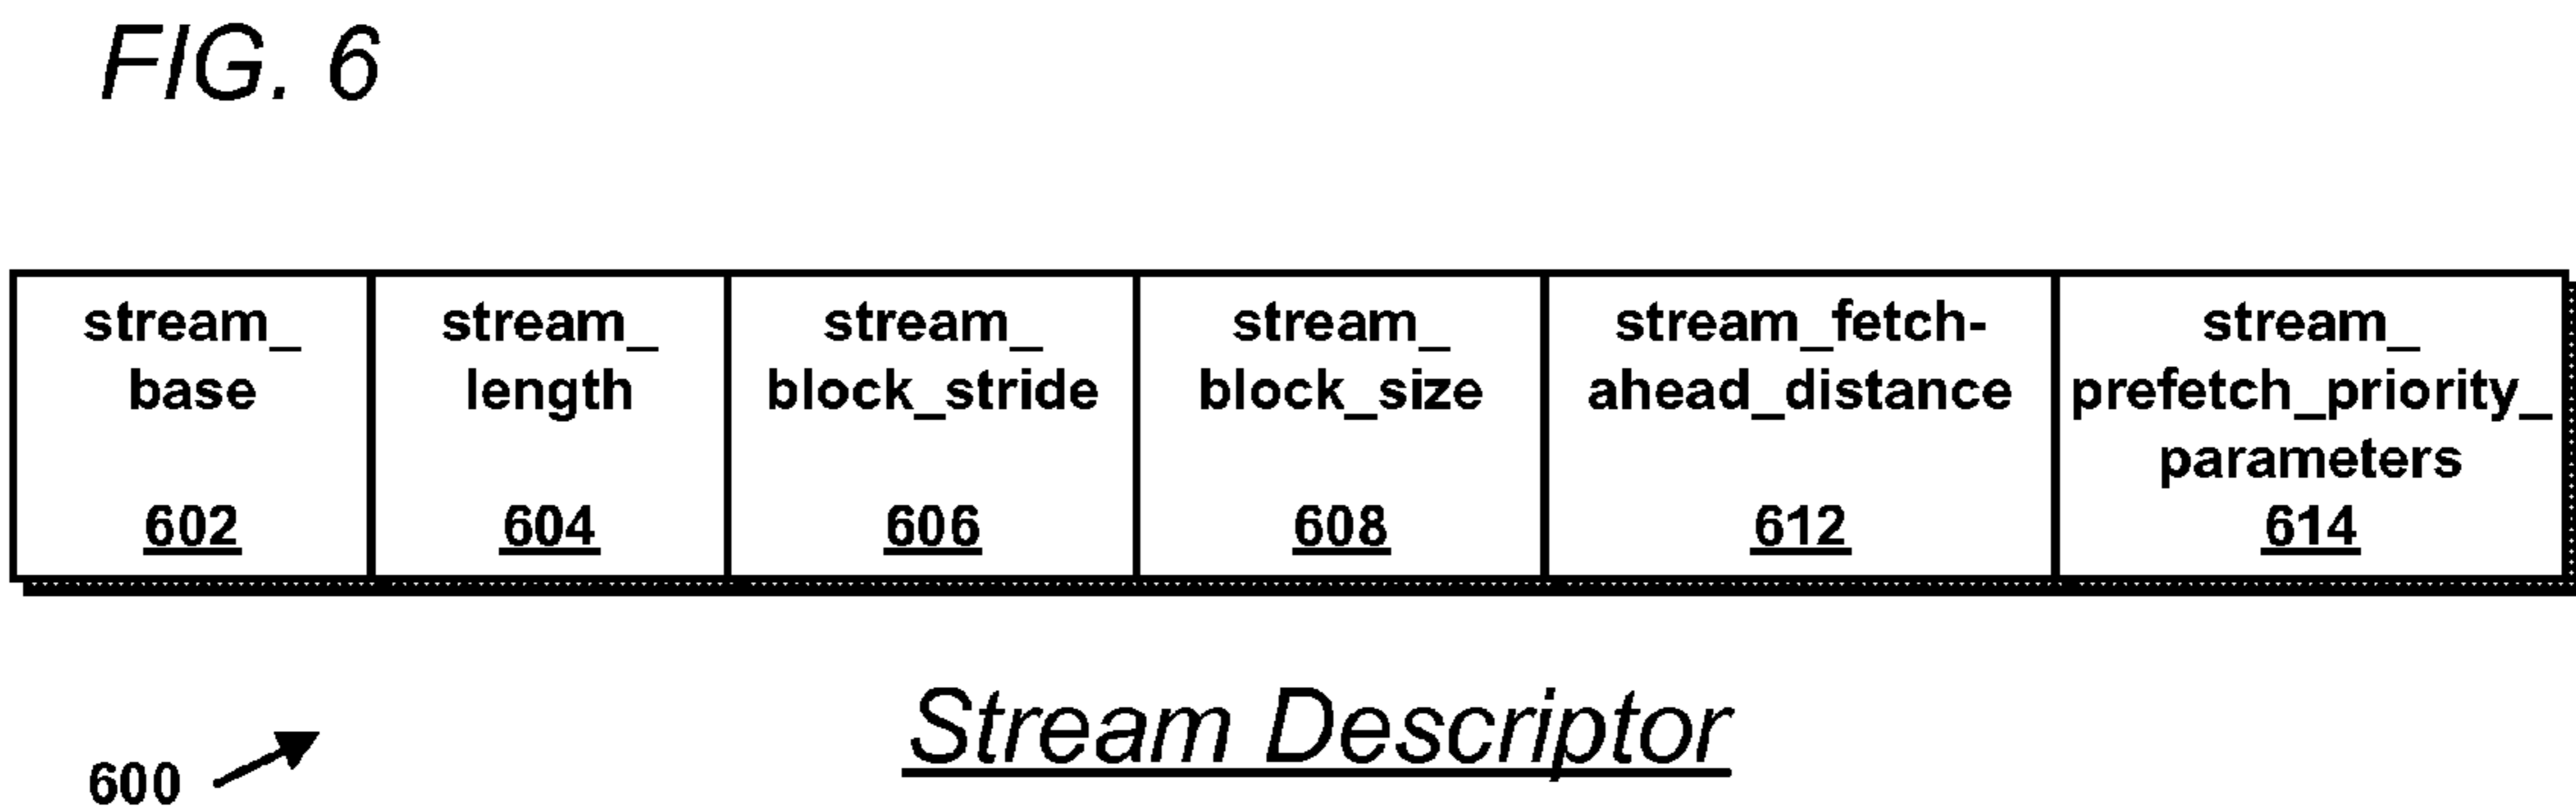 FIG. 6
stream_
base
602
stream_
length
604
stream_
block_stride
606
stream_
block_size
608
stream_fetch-
ahead_distance
612
stream_
prefetch_priority_
parameters
614
Stream Descriptor
600